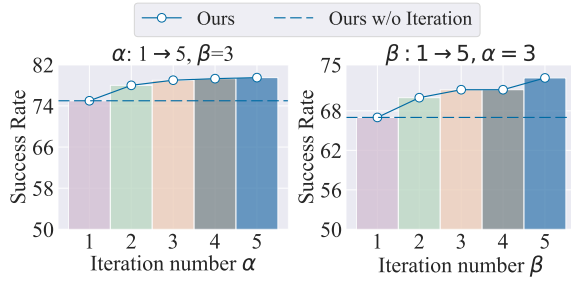 Ours
Ours w/o Iteration
α: 1 → 5, β=3
82
74
66
58
50
Success Rate
1 2 3 4 5
Iteration number α
β : 1 → 5, α = 3
75
68
62
56
50
Success Rate
1 2 3 4 5
Iteration number β